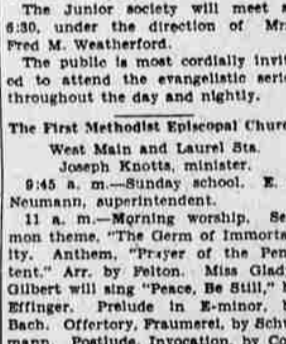 The Junior society will meet a
6:30, under the direction of Mr
Fred M. Weatherford.
The public is most cordially invit
ed to attend the evangelistic serie
throughout the day and nightly.
The First Methodist Episcopal Churc
West Main and Laurel Sts.
Joseph Knotts, minister.
9:45 a. m.—Sunday school. E.
Neumann, superintendent.
11 a. m.—Morning worship. Se
mon theme, "The Germ of Immorta
ity. Anthem, "Prayer of the Pen
tent." Arr. by Felton. Miss Glad
Gilbert will sing "Peace, Be Still," b
Effinger. Prelude in E-minor, b
Bach. Offertory, Fraumerel, by Schu
mann. Postlude, Invocation, by Co